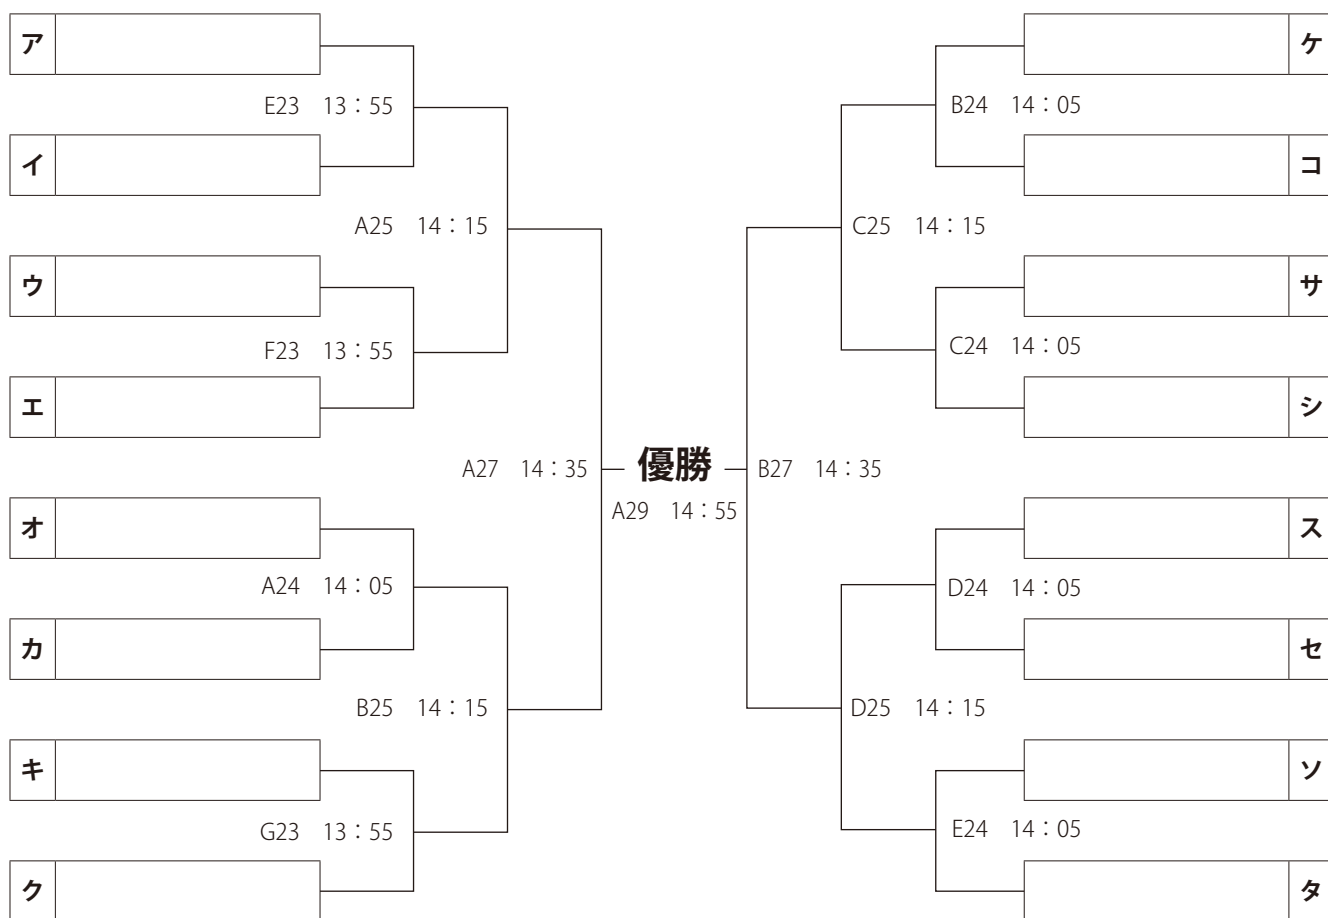 ア
E23 13：55
イ
A25 14：15
ウ
F23 13：55
エ
A27 14：35
オ
A24 14：05
カ
B25 14：15
キ
G23 13：55
ク
優勝
A29 14：55
ケ
B24 14：05
コ
C25 14：15
サ
C24 14：05
シ
B27 14：35
ス
D24 14：05
セ
D25 14：15
ソ
E24 14：05
タ